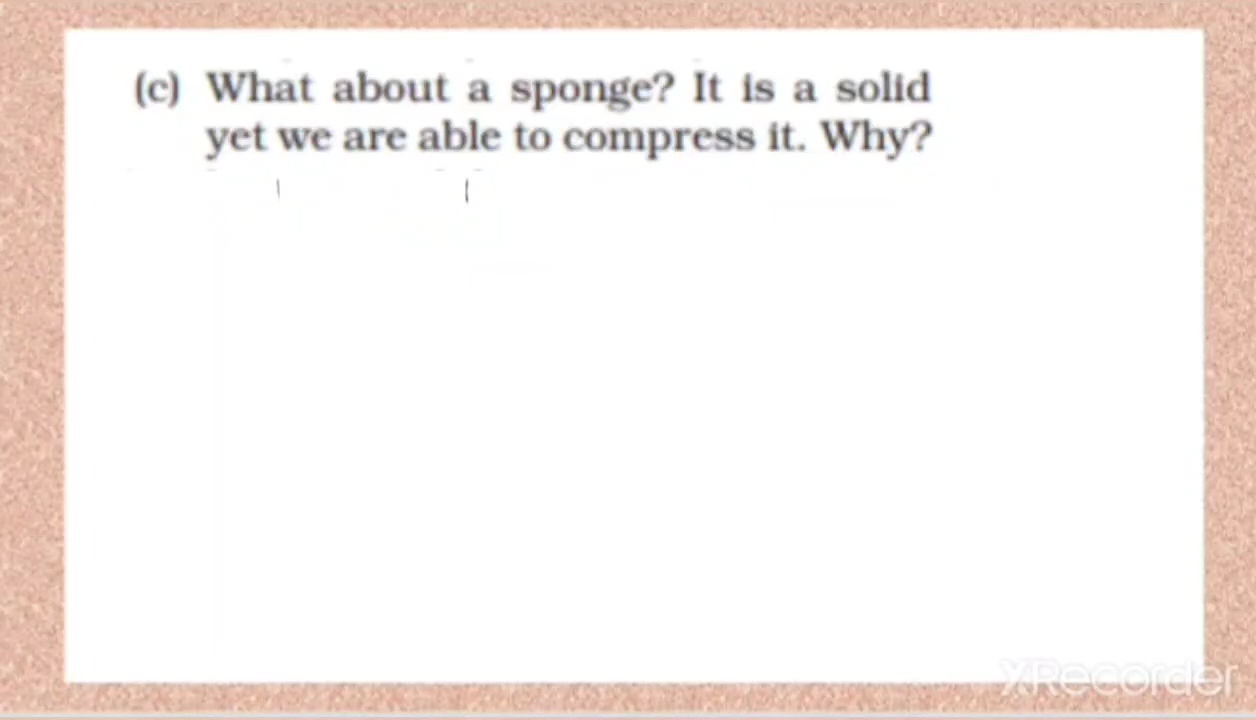 (c) What about a sponge? It is a solid
yet we are able to compress it. Why?
XRecorder